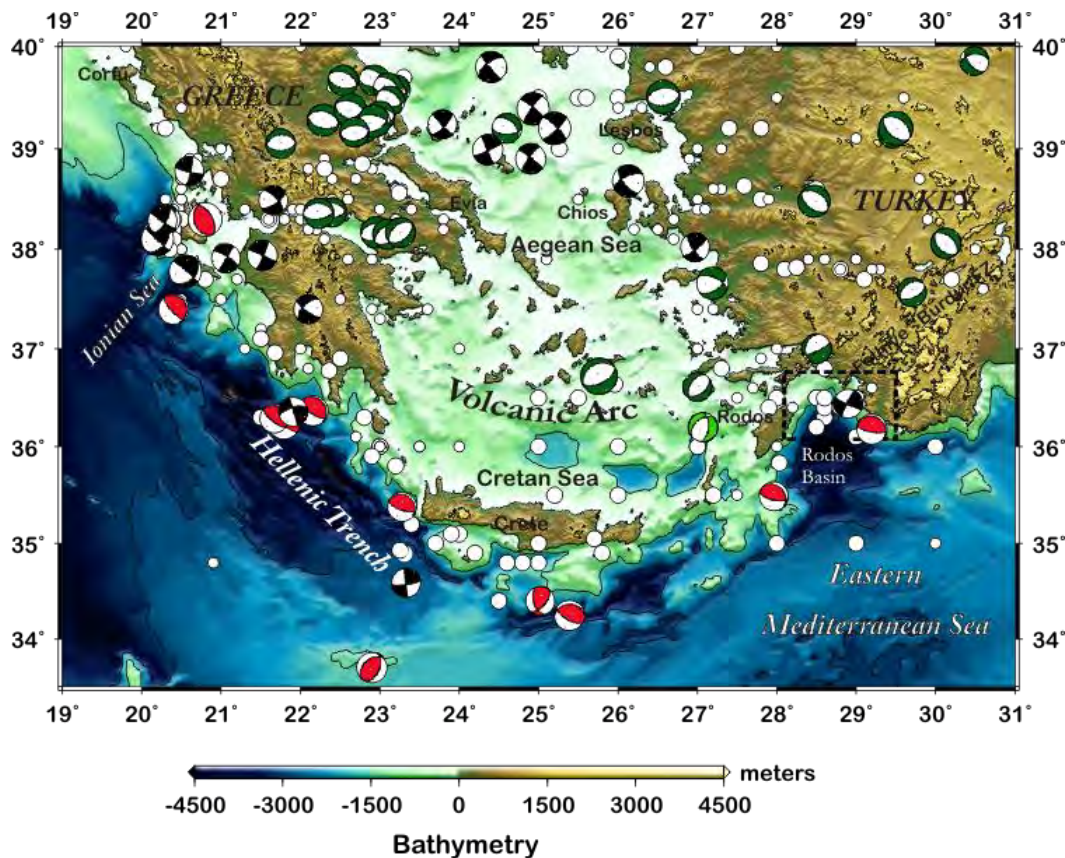 19° 20° 21° 22° 23° 24° 25° 26° 27° 28° 29° 30° 31°
40° 40°
Corfu
GREECE
Lesbos
39° 39°
TURKEY
Evia
Chios
Aegean Sea
38° 38°
Ionian Sea
Burdur
37° 37°
Volcanic Arc
Rodos
36° 36°
Rodos
Basin
Hellenic Trench
Cretan Sea
Crete
35° 35°
Eastern
Mediterranean Sea
34° 34°
19° 20° 21° 22° 23° 24° 25° 26° 27° 28° 29° 30° 31°
meters
-4500 -3000 -1500 0 1500 3000 4500
Bathymetry